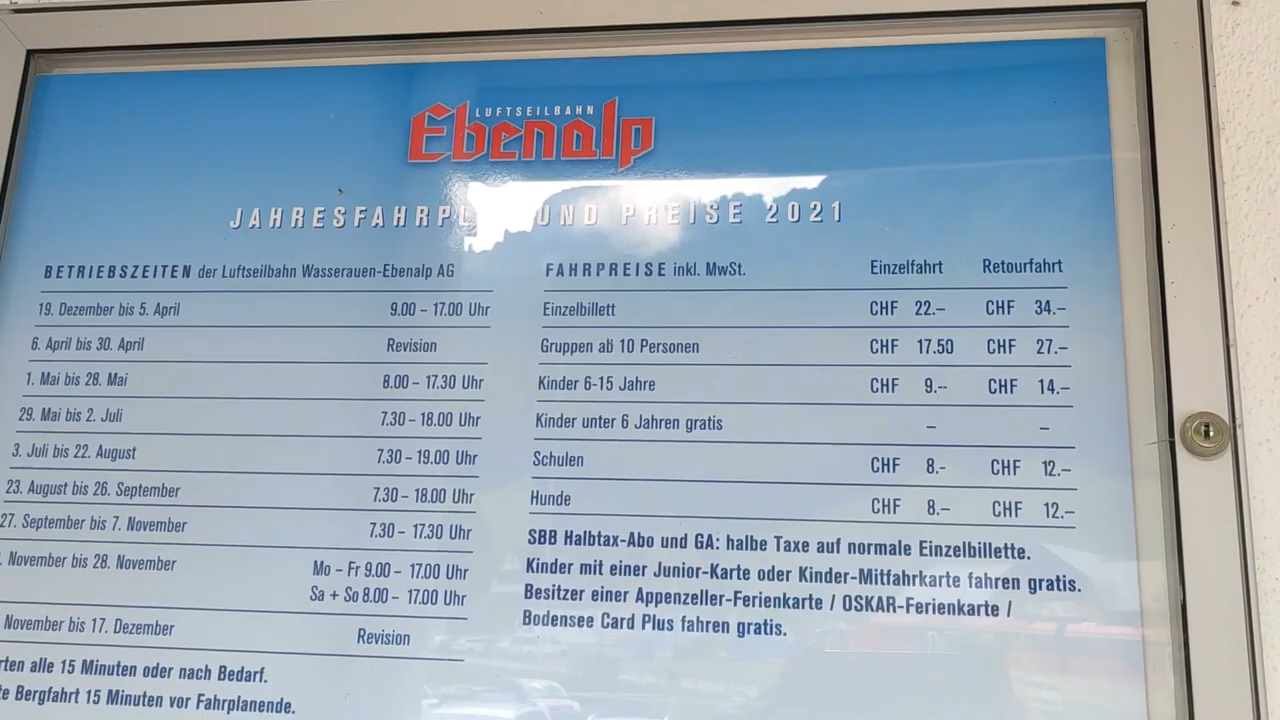 LUFTSEILBAHN
Ebenalp
JAHRESFAHRPL UND PREISE 2021
BETRIEBSZEITEN der Luftseilbahn Wasserauen-Ebenalp AG
19. Dezember bis 5. April 9.00 – 17.00 Uhr
6. April bis 30. April Revision
1. Mai bis 28. Mai 8.00 – 17.30 Uhr
29. Mai bis 2. Juli 7.30 – 18.00 Uhr
3. Juli bis 22. August 7.30 – 19.00 Uhr
23. August bis 26. September 7.30 – 18.00 Uhr
27. September bis 7. November 7.30 – 17.30 Uhr
. November bis 28. November Mo – Fr 9.00 – 17.00 Uhr
Sa + So 8.00 – 17.00 Uhr
November bis 17. Dezember Revision
rten alle 15 Minuten oder nach Bedarf.
te Bergfahrt 15 Minuten vor Fahrplanende.
FAHRPREISE inkl. MwSt. Einzelfahrt Retourfahrt
Einzelbillett CHF 22.– CHF 34.–
Gruppen ab 10 Personen CHF 17.50 CHF 27.–
Kinder 6-15 Jahre CHF 9.-- CHF 14.–
Kinder unter 6 Jahren gratis – –
Schulen CHF 8.- CHF 12.–
Hunde CHF 8.– CHF 12.–
SBB Halbtax-Abo und GA: halbe Taxe auf normale Einzelbillette.
Kinder mit einer Junior-Karte oder Kinder-Mitfahrkarte fahren gratis.
Besitzer einer Appenzeller-Ferienkarte / OSKAR-Ferienkarte /
Bodensee Card Plus fahren gratis.